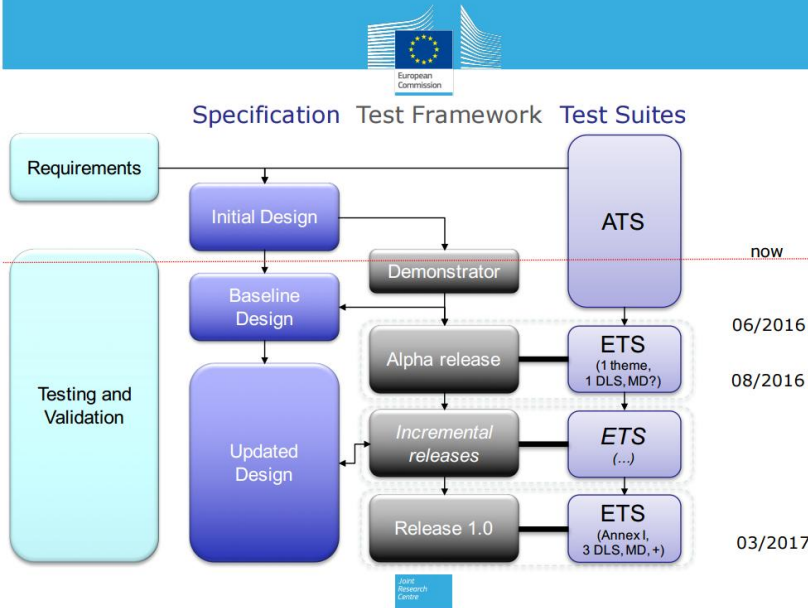 European
Commission
Specification Test Framework Test Suites
Requirements
Initial Design
ATS
now
Demonstrator
Baseline
Design
06/2016
Alpha release
ETS
(1 theme,
1 DLS, MD?)
08/2016
Testing and
Validation
Updated
Design
Incremental
releases
ETS
(...)
Release 1.0
ETS
(Annex I,
3 DLS, MD, +)
03/2017
Joint
Research
Centre